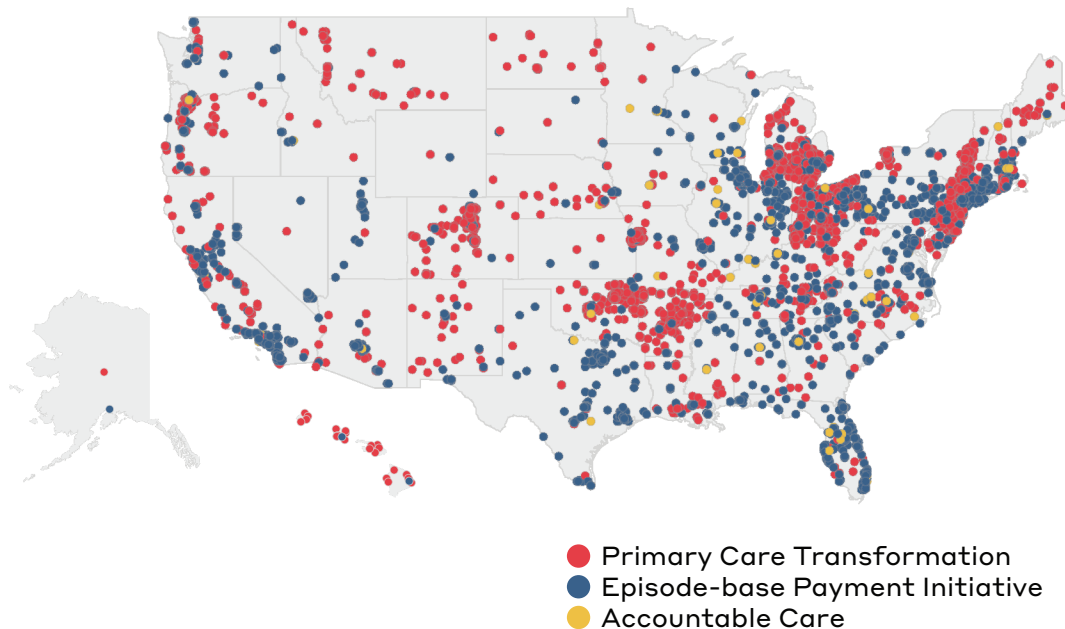 Primary Care Transformation
Episode-base Payment Initiative
Accountable Care